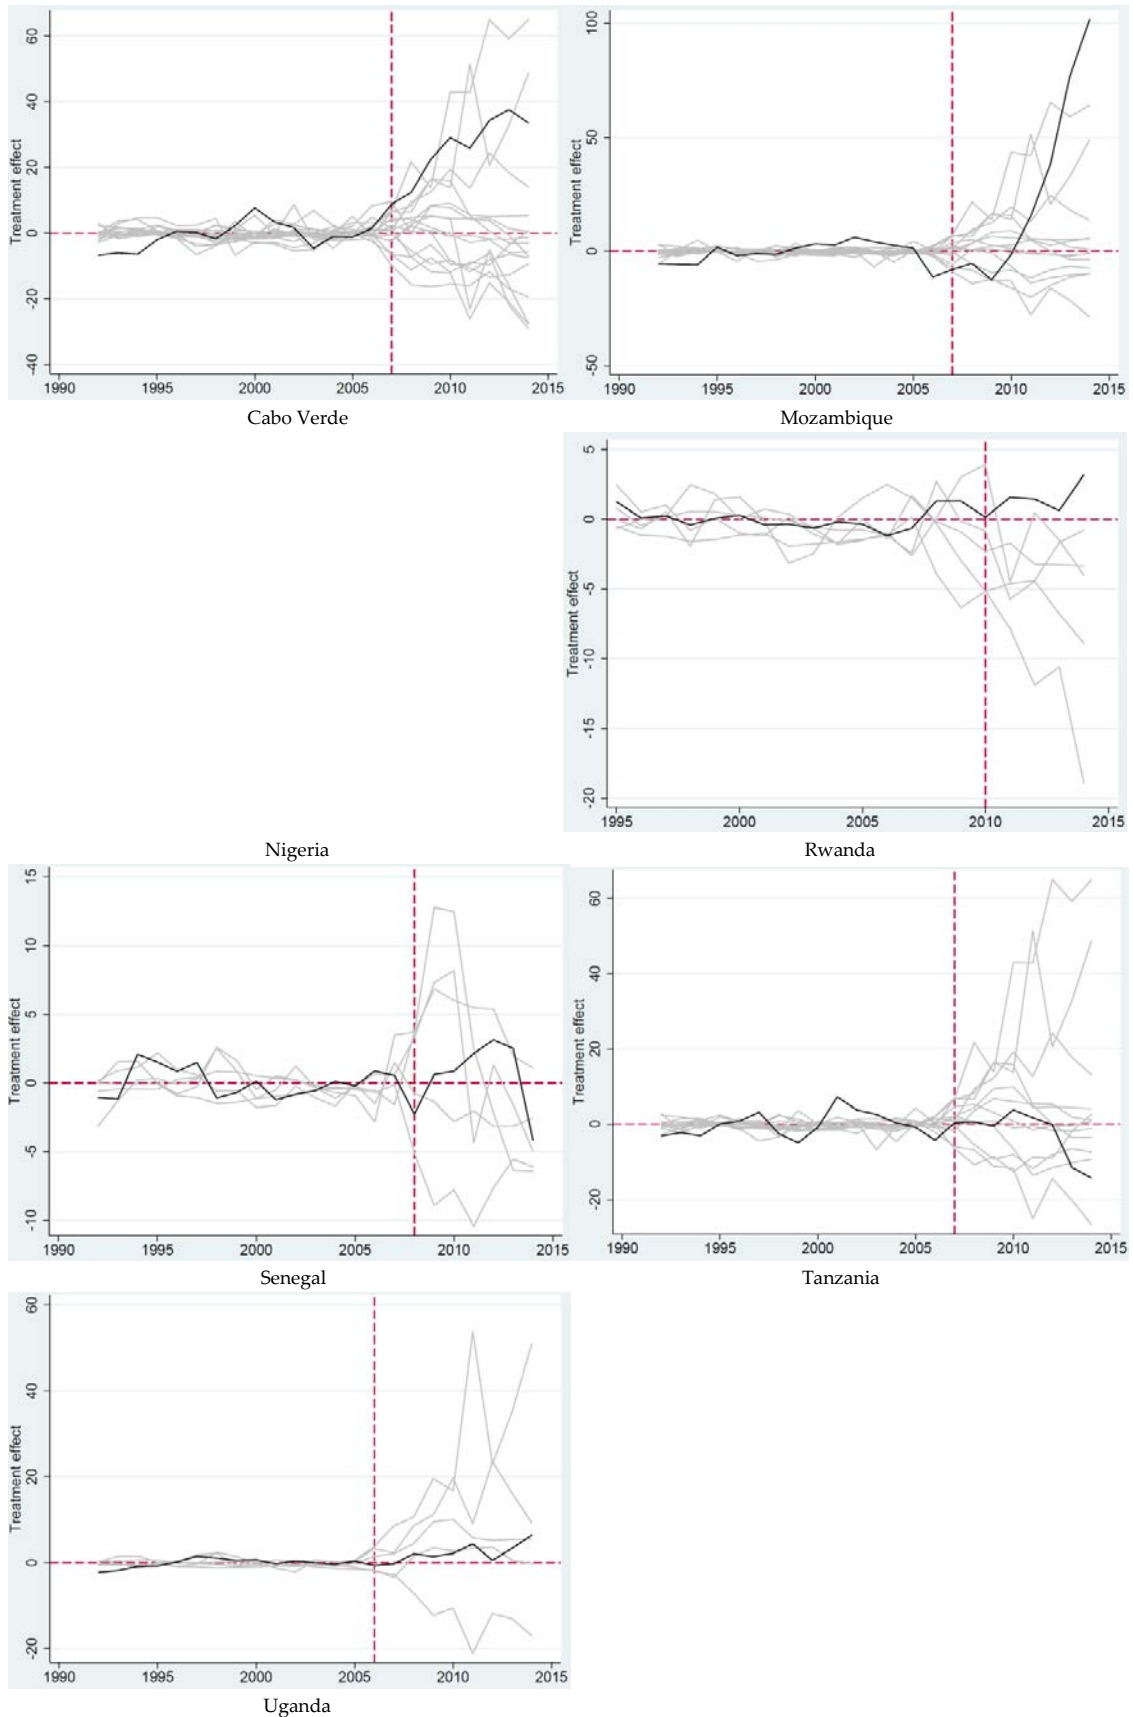 Treatment effect
60
40
20
0
-20
-40
1990 1995 2000 2005 2010 2015
Cabo Verde
Treatment effect
100
50
0
-50
1990 1995 2000 2005 2010 2015
Mozambique
Nigeria
Treatment effect
5
0
-5
-10
-15
-20
1995 2000 2005 2010 2015
Rwanda
Treatment effect
15
10
5
0
-5
-10
1990 1995 2000 2005 2010 2015
Senegal
Treatment effect
60
40
20
0
-20
1990 1995 2000 2005 2010 2015
Tanzania
Treatment effect
60
40
20
0
-20
1990 1995 2000 2005 2010 2015
Uganda